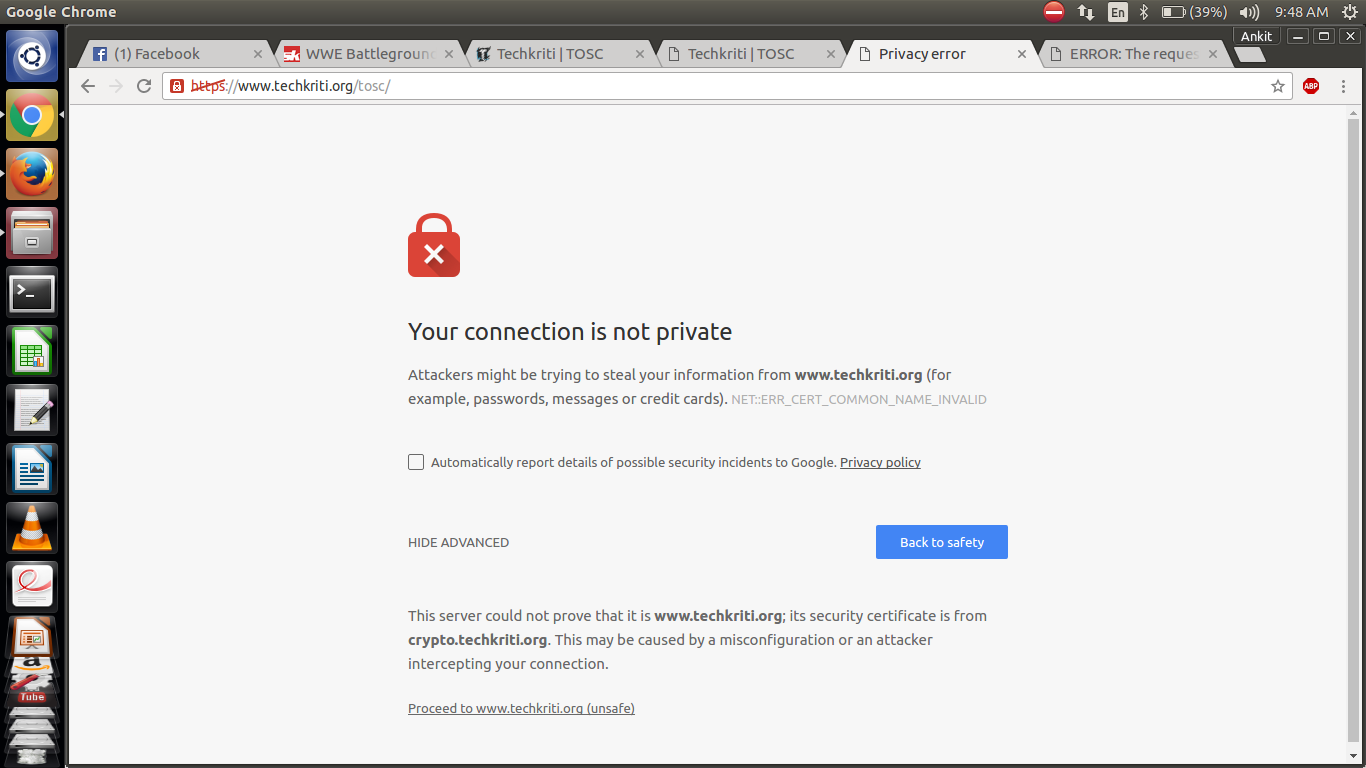 Google Chrome
En
(39%)
9:48 AM
Ankit
(1) Facebook
WWE Battleground
Techkriti | TOSC
Techkriti | TOSC
Privacy error
ERROR: The reques
https://www.techkriti.org/tosc/
ABP
Your connection is not private
Attackers might be trying to steal your information from www.techkriti.org (for
example, passwords, messages or credit cards). NET::ERR_CERT_COMMON_NAME_INVALID
Automatically report details of possible security incidents to Google. Privacy policy
HIDE ADVANCED
Back to safety
This server could not prove that it is www.techkriti.org; its security certificate is from
crypto.techkriti.org. This may be caused by a misconfiguration or an attacker
intercepting your connection.
Proceed to www.techkriti.org (unsafe)
a
Tube